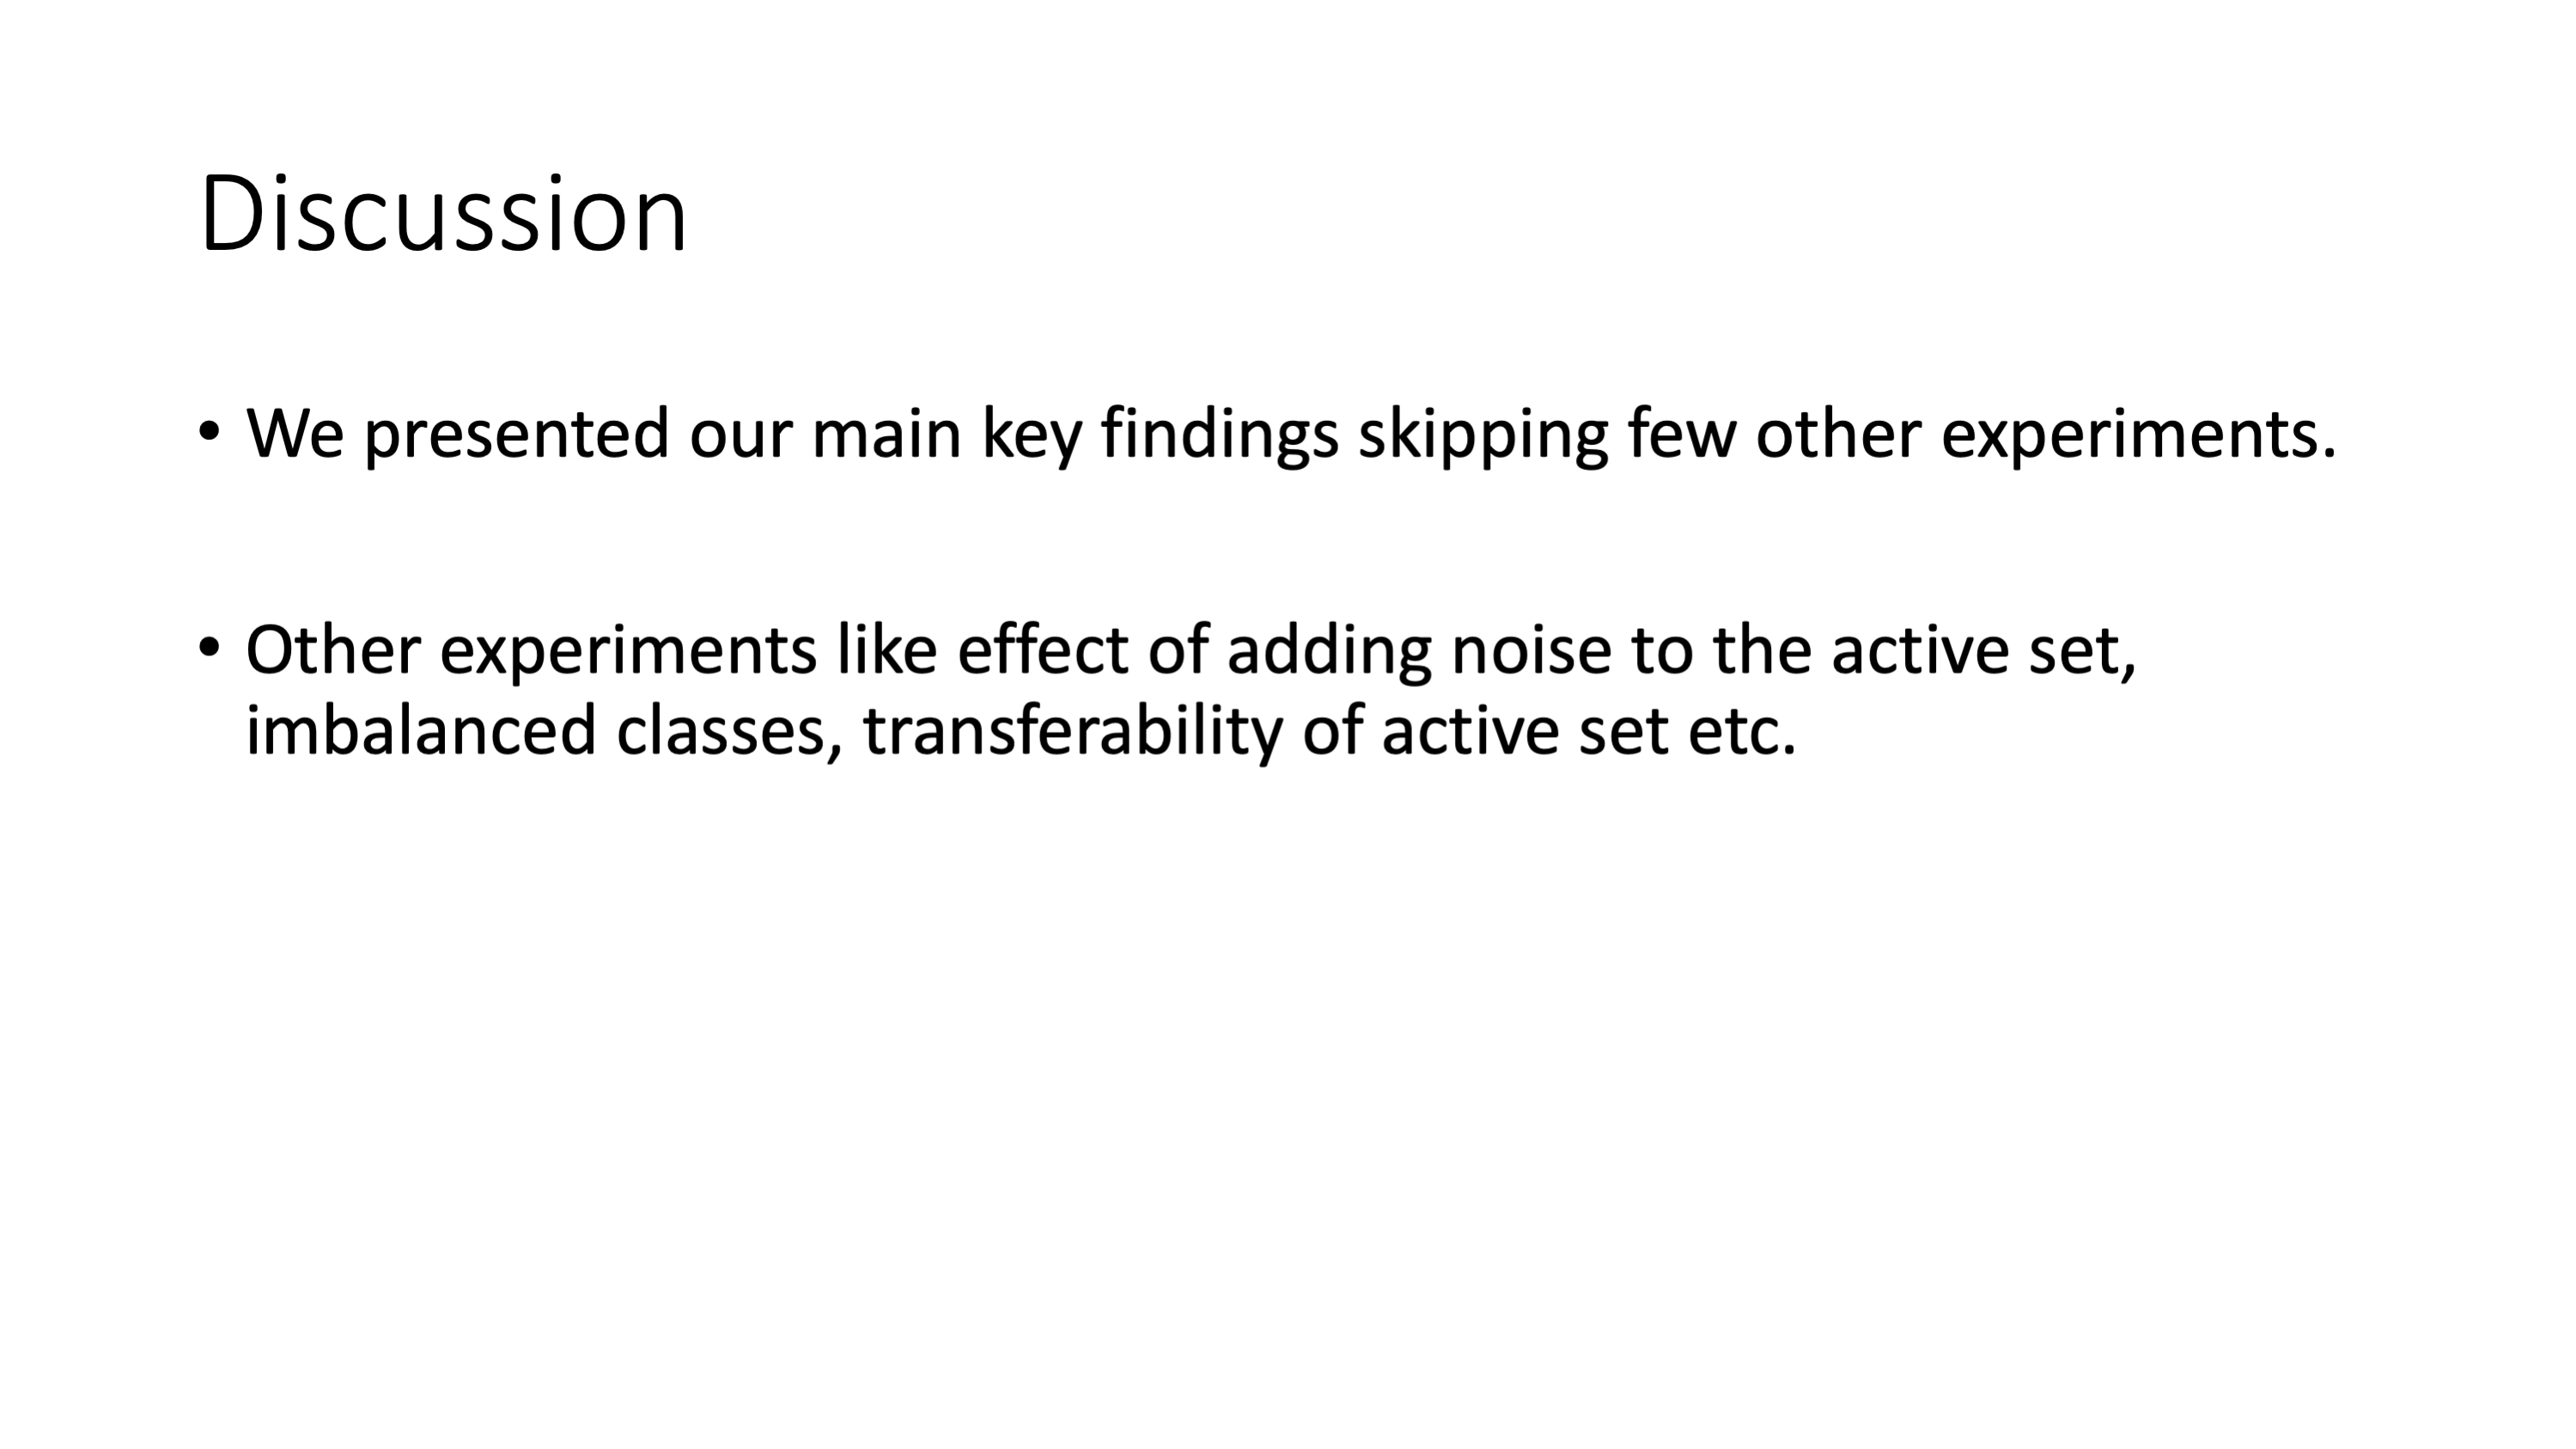 Discussion
• We presented our main key findings skipping few other experiments.
• Other experiments like effect of adding noise to the active set,
imbalanced classes, transferability of active set etc.